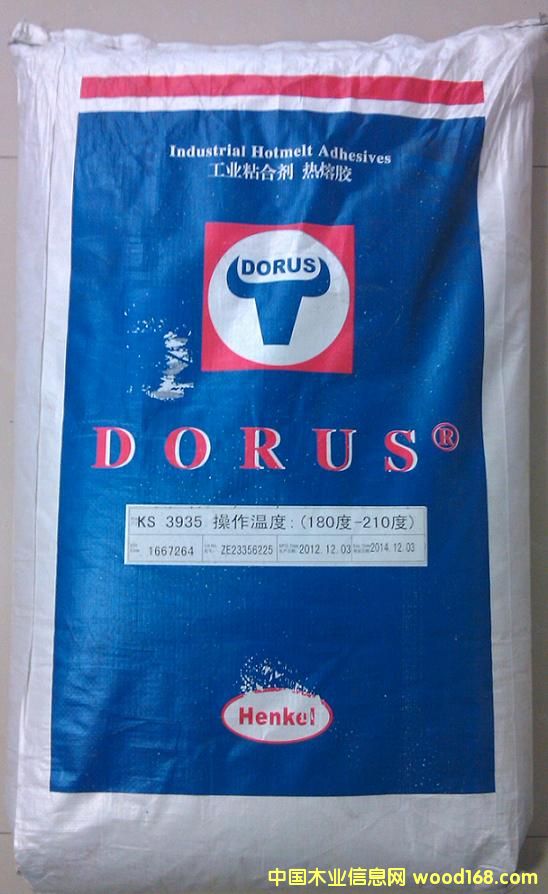 Industrial Hotmelt Adhesives
工业粘合剂 热熔胶
DORUS
DORUS®
KS 3935 操作温度:(180度-210度)
1667264 ZE23356225 2012.12.03 2014.12.03
Henkel
中国木业信息网 wood168.com